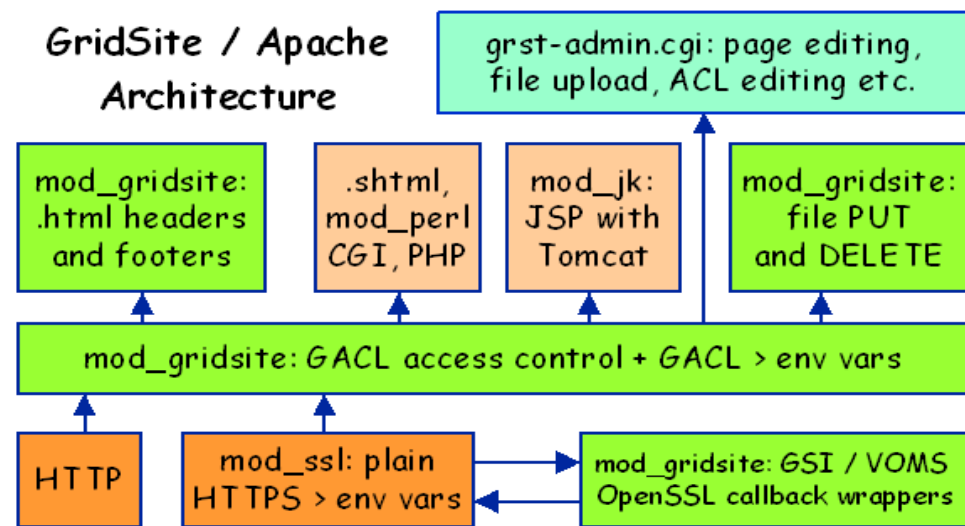 GridSite / Apache
Architecture
grst-admin.cgi: page editing,
file upload, ACL editing etc.
mod_gridsite:
.html headers
and footers
.shtml,
mod_perl
CGI, PHP
mod_jk:
JSP with
Tomcat
mod_gridsite:
file PUT
and DELETE
mod_gridsite: GACL access control + GACL > env vars
HTTP
mod_ssl: plain
HTTPS > env vars
mod_gridsite: GSI / VOMS
OpenSSL callback wrappers